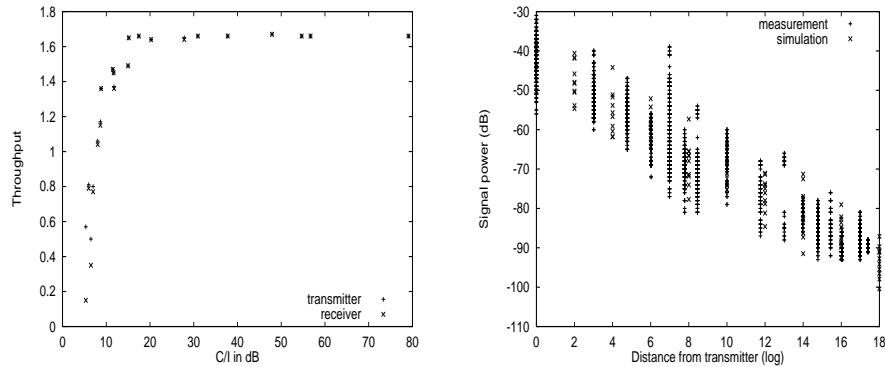 Throughput
1.8
1.6
1.4
1.2
1
0.8
0.6
0.4
0.2
0
0 10 20 30 40 50 60 70 80
C/I in dB
transmitter
receiver
Signal power (dB)
-30
-40
-50
-60
-70
-80
-90
-100
-110
0 2 4 6 8 10 12 14 16 18
Distance from transmitter (log)
measurement
simulation